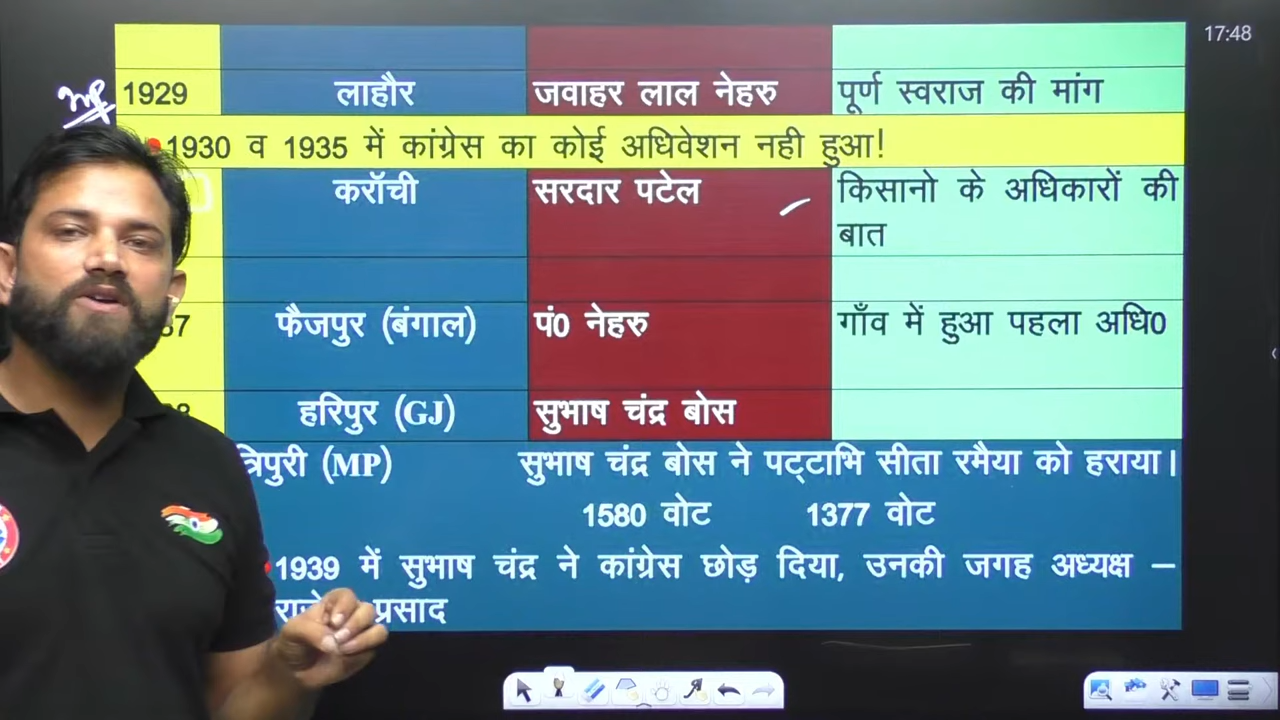 17:48
1929 लाहौर जवाहर लाल नेहरु पूर्ण स्वराज की मांग
1930 व 1935 में कांग्रेस का कोई अधिवेशन नही हुआ!
करॉची सरदार पटेल किसानो के अधिकारों की
बात
फैजपुर (बंगाल) पं0 नेहरु गाँव में हुआ पहला अधि0
हरिपुर (GJ) सुभाष चंद्र बोस
त्रिपुरी (MP) सुभाष चंद्र बोस ने पट्टाभि सीता रमैया को हराया।
1580 वोट 1377 वोट
1939 में सुभाष चंद्र ने कांग्रेस छोड़ दिया, उनकी जगह अध्यक्ष –
प्रसाद